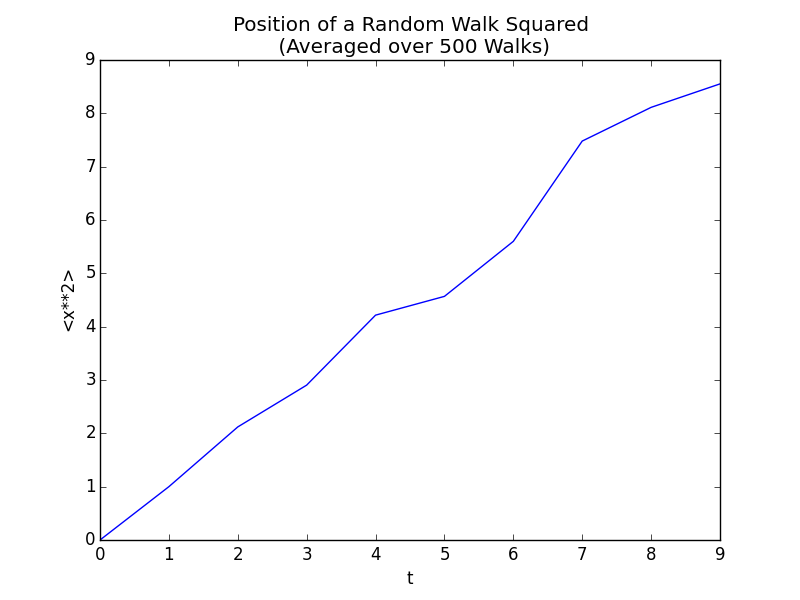 Position of a Random Walk Squared
(Averaged over 500 Walks)
9
8
7
6
5
4
3
2
1
0
<x**2>
0 1 2 3 4 5 6 7 8 9
t